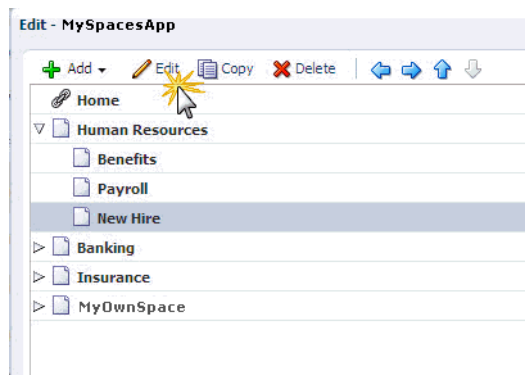 Edit - MySpacesApp
Add Edit Copy Delete
Home
Human Resources
Benefits
Payroll
New Hire
Banking
Insurance
MyOwnSpace